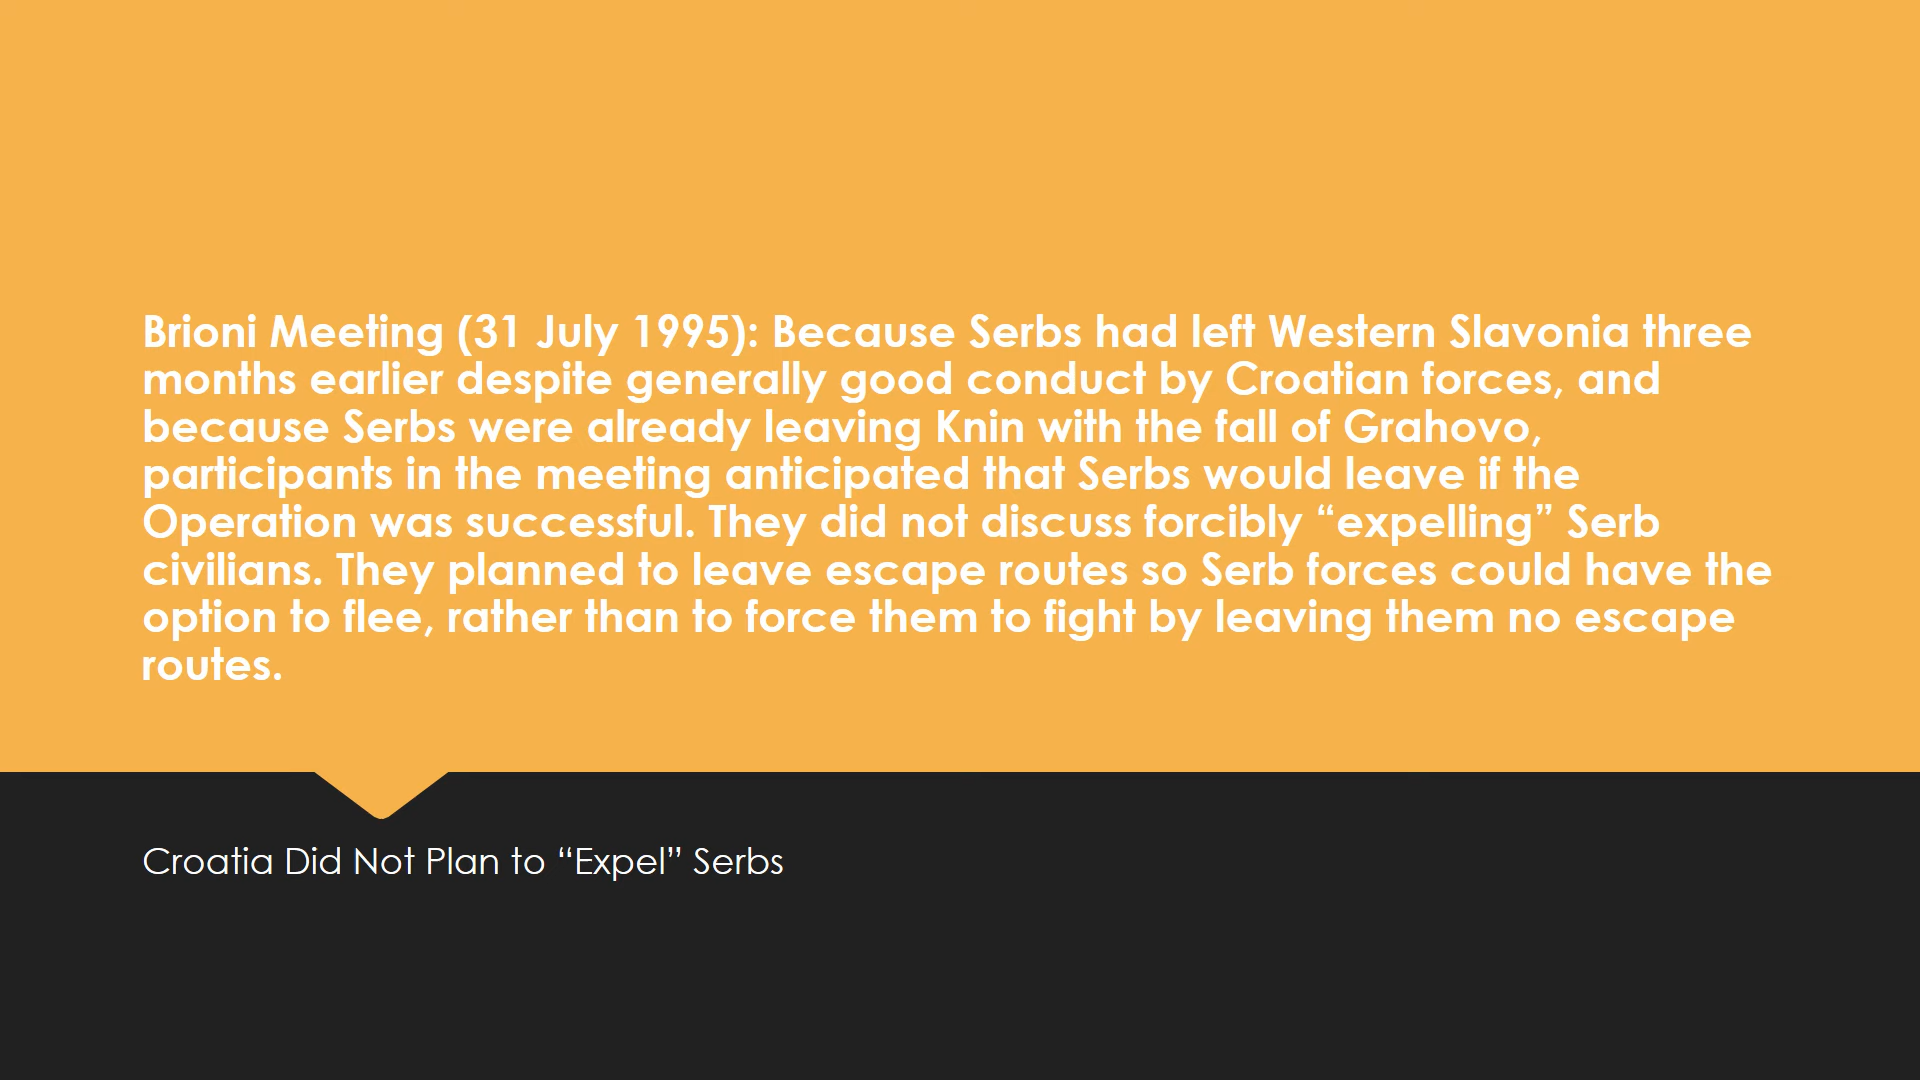 Brioni Meeting (31 July 1995): Because Serbs had left Western Slavonia three
months earlier despite generally good conduct by Croatian forces, and
because Serbs were already leaving Knin with the fall of Grahovo,
participants in the meeting anticipated that Serbs would leave if the
Operation was successful. They did not discuss forcibly “expelling” Serb
civilians. They planned to leave escape routes so Serb forces could have the
option to flee, rather than to force them to fight by leaving them no escape
routes.
Croatia Did Not Plan to “Expel” Serbs